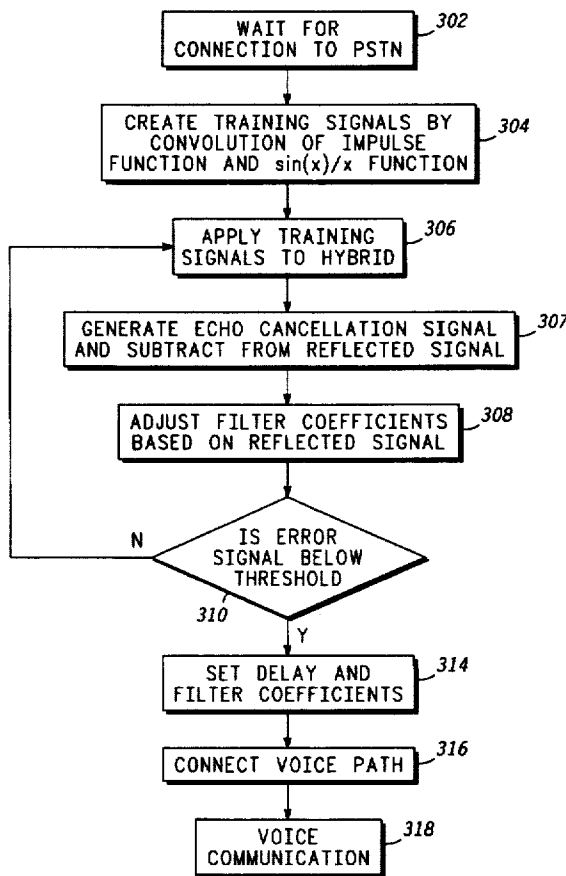 WAIT FOR
CONNECTION TO PSTN
302
CREATE TRAINING SIGNALS BY
CONVOLUTION OF IMPULSE
FUNCTION AND sin(x)/x FUNCTION
304
APPLY TRAINING
SIGNALS TO HYBRID
306
GENERATE ECHO CANCELLATION SIGNAL
AND SUBTRACT FROM REFLECTED SIGNAL
307
ADJUST FILTER COEFFICIENTS
BASED ON REFLECTED SIGNAL
308
N
IS ERROR
SIGNAL BELOW
THRESHOLD
310
Y
SET DELAY AND
FILTER COEFFICIENTS
314
CONNECT VOICE PATH
316
VOICE
COMMUNICATION
318